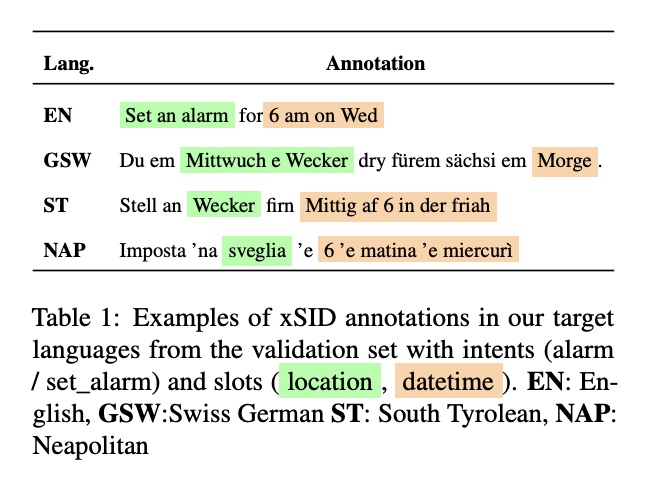 Lang. Annotation
EN Set an alarm for 6 am on Wed
GSW Du em Mittwuch e Wecker dry fürem sächsi em Morge .
ST Stell an Wecker firn Mittig af 6 in der friah
NAP Imposta ’na sveglia ’e 6 ’e matina ’e miercurì
Table 1: Examples of xSID annotations in our target
languages from the validation set with intents (alarm
/ set_alarm) and slots ( location , datetime ). EN: En-
glish, GSW:Swiss German ST: South Tyrolean, NAP:
Neapolitan